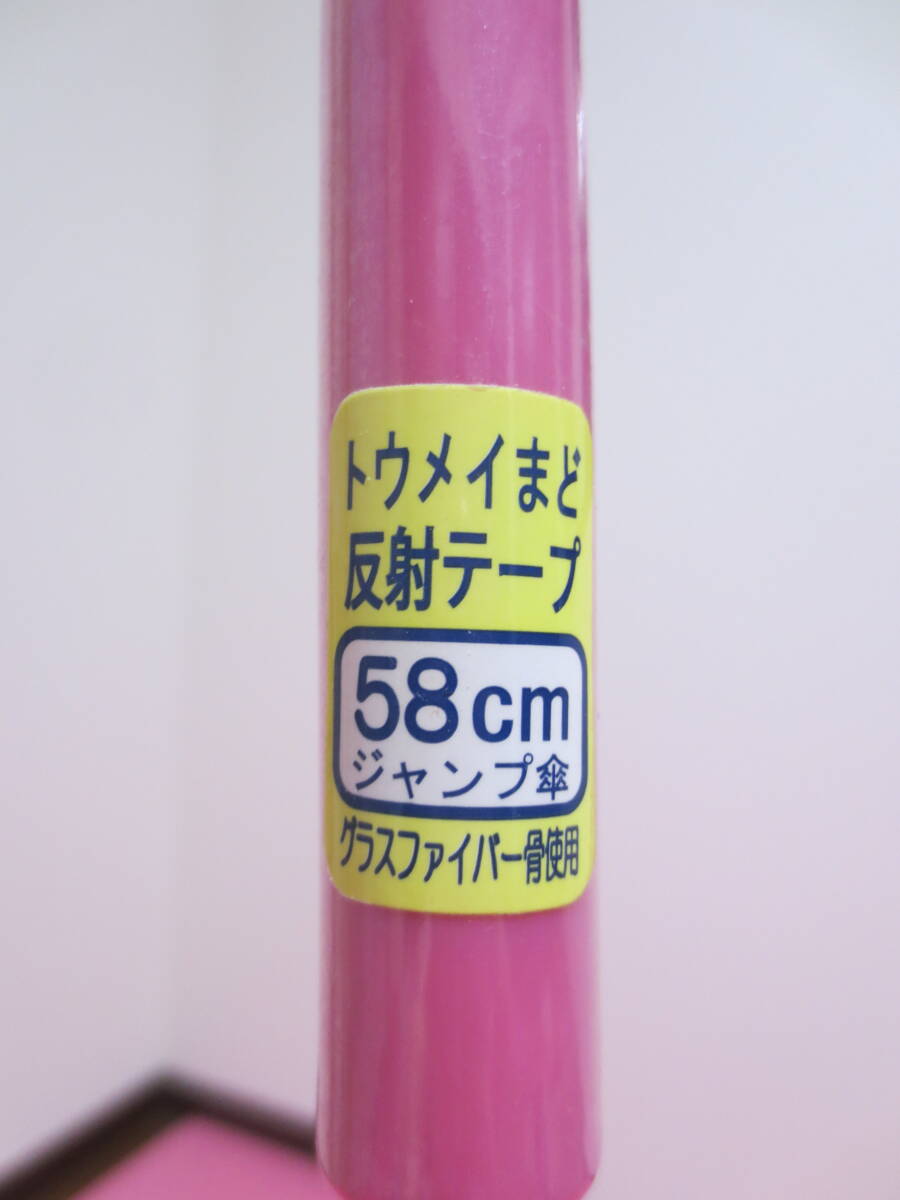 トウメイまど
反射テープ
58cm
ジャンプ傘
グラスファイバー骨使用